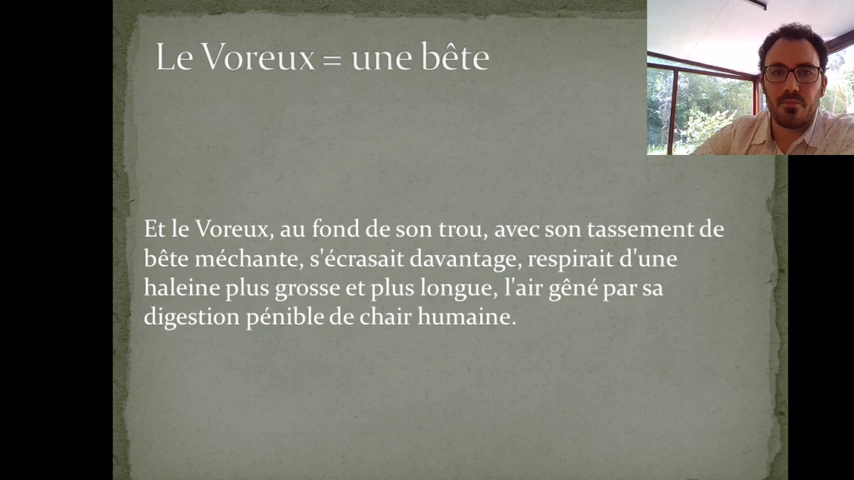 Le Voreux = une bête
Et le Voreux, au fond de son trou, avec son tassement de
bête méchante, s'écrasait davantage, respirait d'une
haleine plus grosse et plus longue, l'air gêné par sa
digestion pénible de chair humaine.